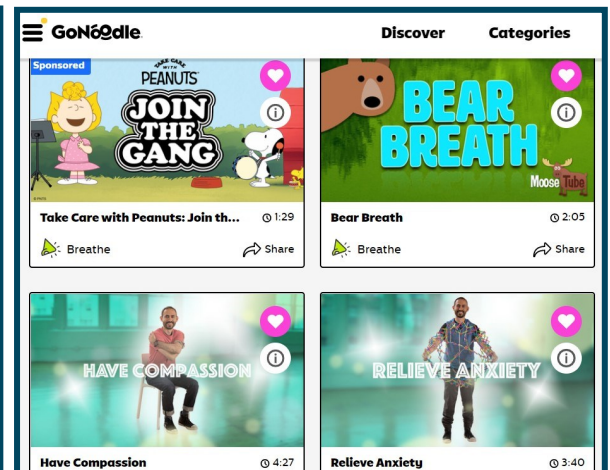 GoNoodle
Discover
Categories
Sponsored
TAKE CARE
WITH
PEANUTS
JOIN
THE
GANG
BEAR
BREATH
Moose Tube
Take Care with Peanuts: Join th...
1:29
Bear Breath
2:05
Breathe
Share
Breathe
Share
HAVE COMPASSION
RELIEVE ANXIETY
Have Compassion
4:27
Relieve Anxiety
3:40